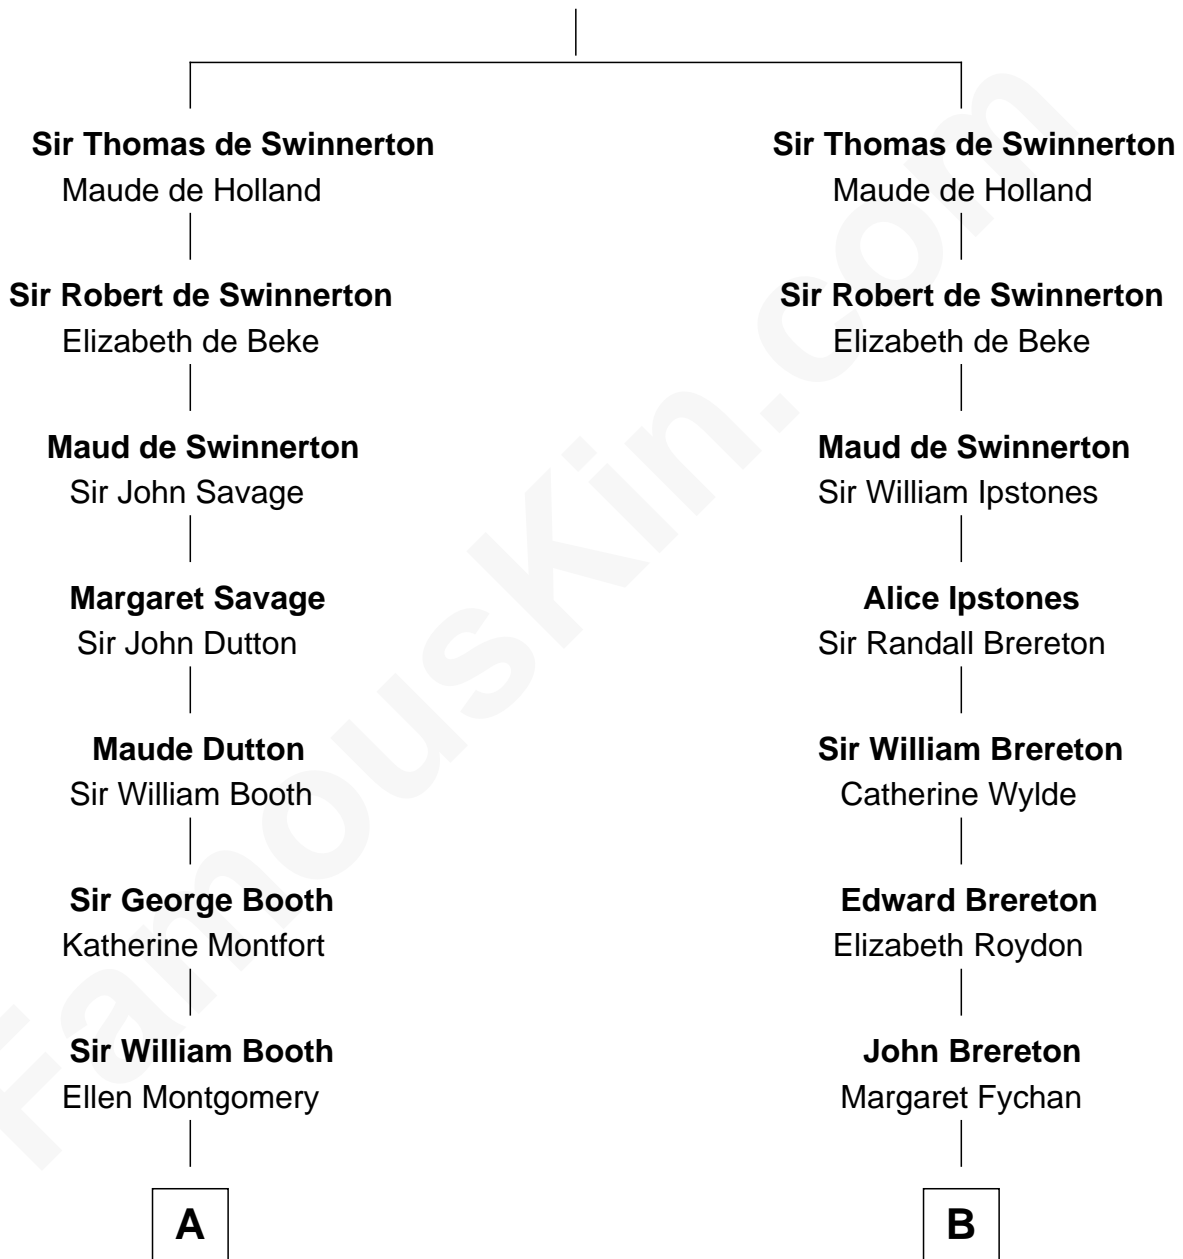 Sir Thomas de Swinnerton
Maude de Holland
Sir Robert de Swinnerton
Elizabeth de Beke
Maud de Swinnerton
Sir John Savage
Margaret Savage
Sir John Dutton
Maude Dutton
Sir William Booth
Sir George Booth
Katherine Montfort
Sir William Booth
Ellen Montgomery
A
Sir Thomas de Swinnerton
Maude de Holland
Sir Robert de Swinnerton
Elizabeth de Beke
Maud de Swinnerton
Sir William Ipstones
Alice Ipstones
Sir Randall Brereton
Sir William Brereton
Catherine Wylde
Edward Brereton
Elizabeth Roydon
John Brereton
Margaret Fychan
B
FamousKin.com